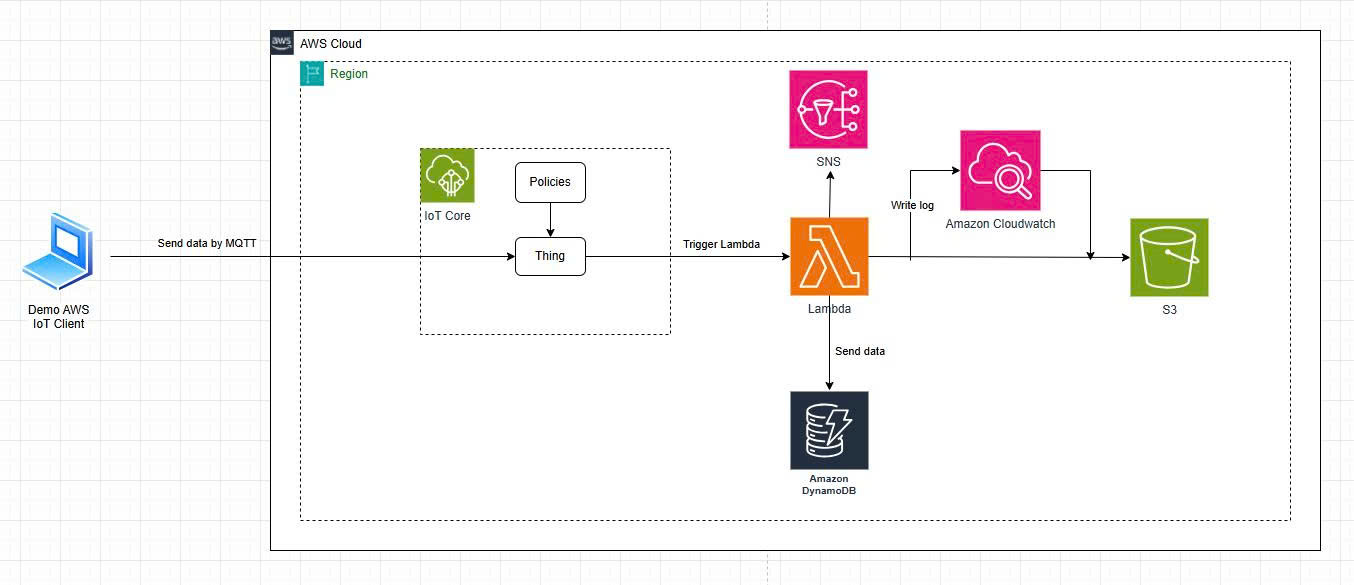 aws
AWS Cloud
Region
SNS
Policies
IoT Core
Write log
Amazon Cloudwatch
Send data by MQTT
Thing
Trigger Lambda
Demo AWS
IoT Client
Lambda
S3
Send data
Amazon
DynamoDB